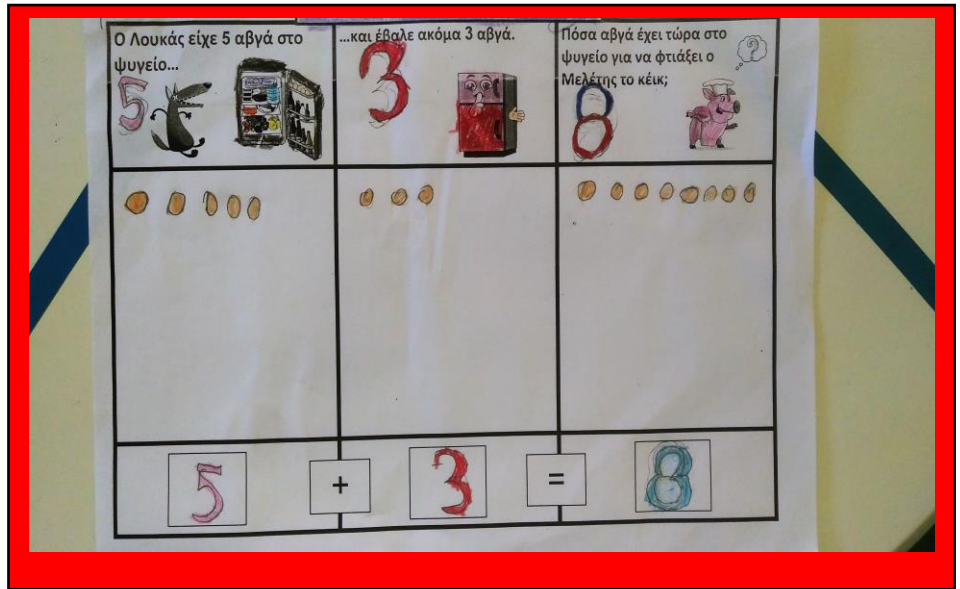 Ο Λουκάς είχε 5 αβγά στο
ψυγείο...
5
...και έβαλε ακόμα 3 αβγά.
3
Πόσα αβγά έχει τώρα στο
ψυγείο για να φτιάξει ο
Μελέτης το κέικ;
?
8
5 + 3 = 8